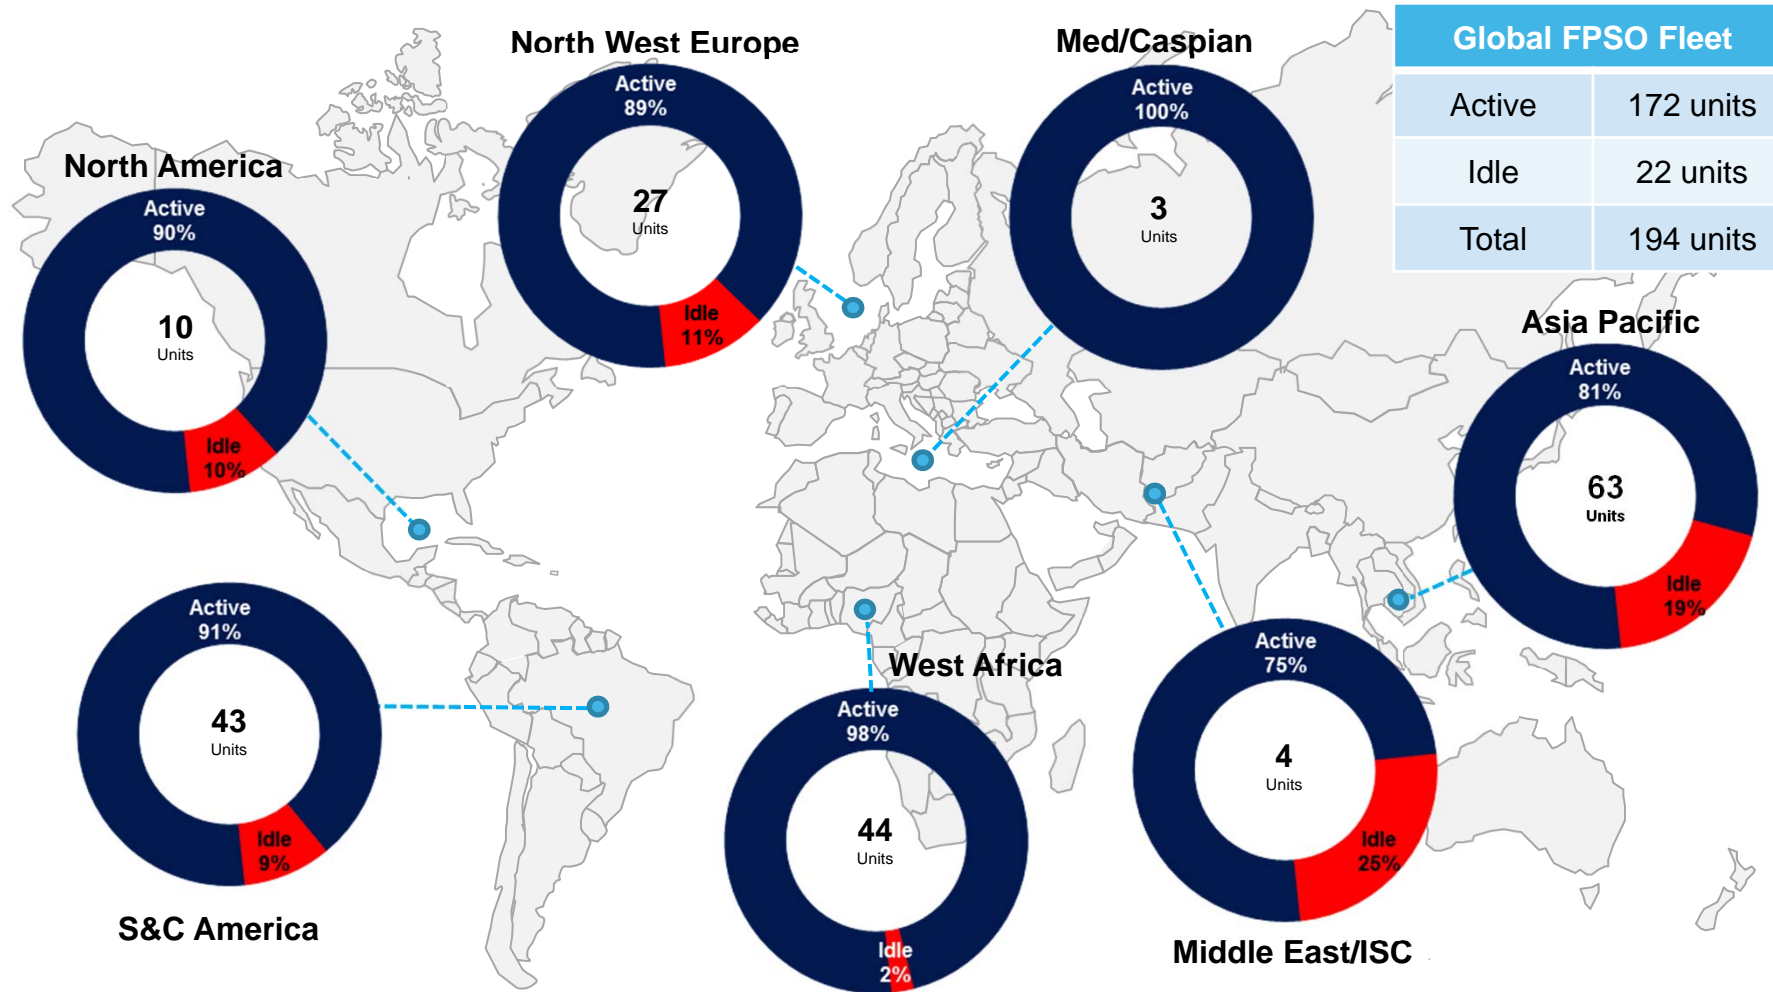 North West Europe
Active
89%
27
Units
Idle
11%
Med/Caspian
Active
100%
3
Units
Global FPSO Fleet
Active 172 units
Idle 22 units
Total 194 units
North America
Active
90%
10
Units
Idle
10%
Asia Pacific
Active
81%
63
Units
Idle
19%
S&C America
Active
91%
43
Units
Idle
9%
West Africa
Active
98%
44
Units
Idle
2%
Middle East/ISC
Active
75%
4
Units
Idle
25%